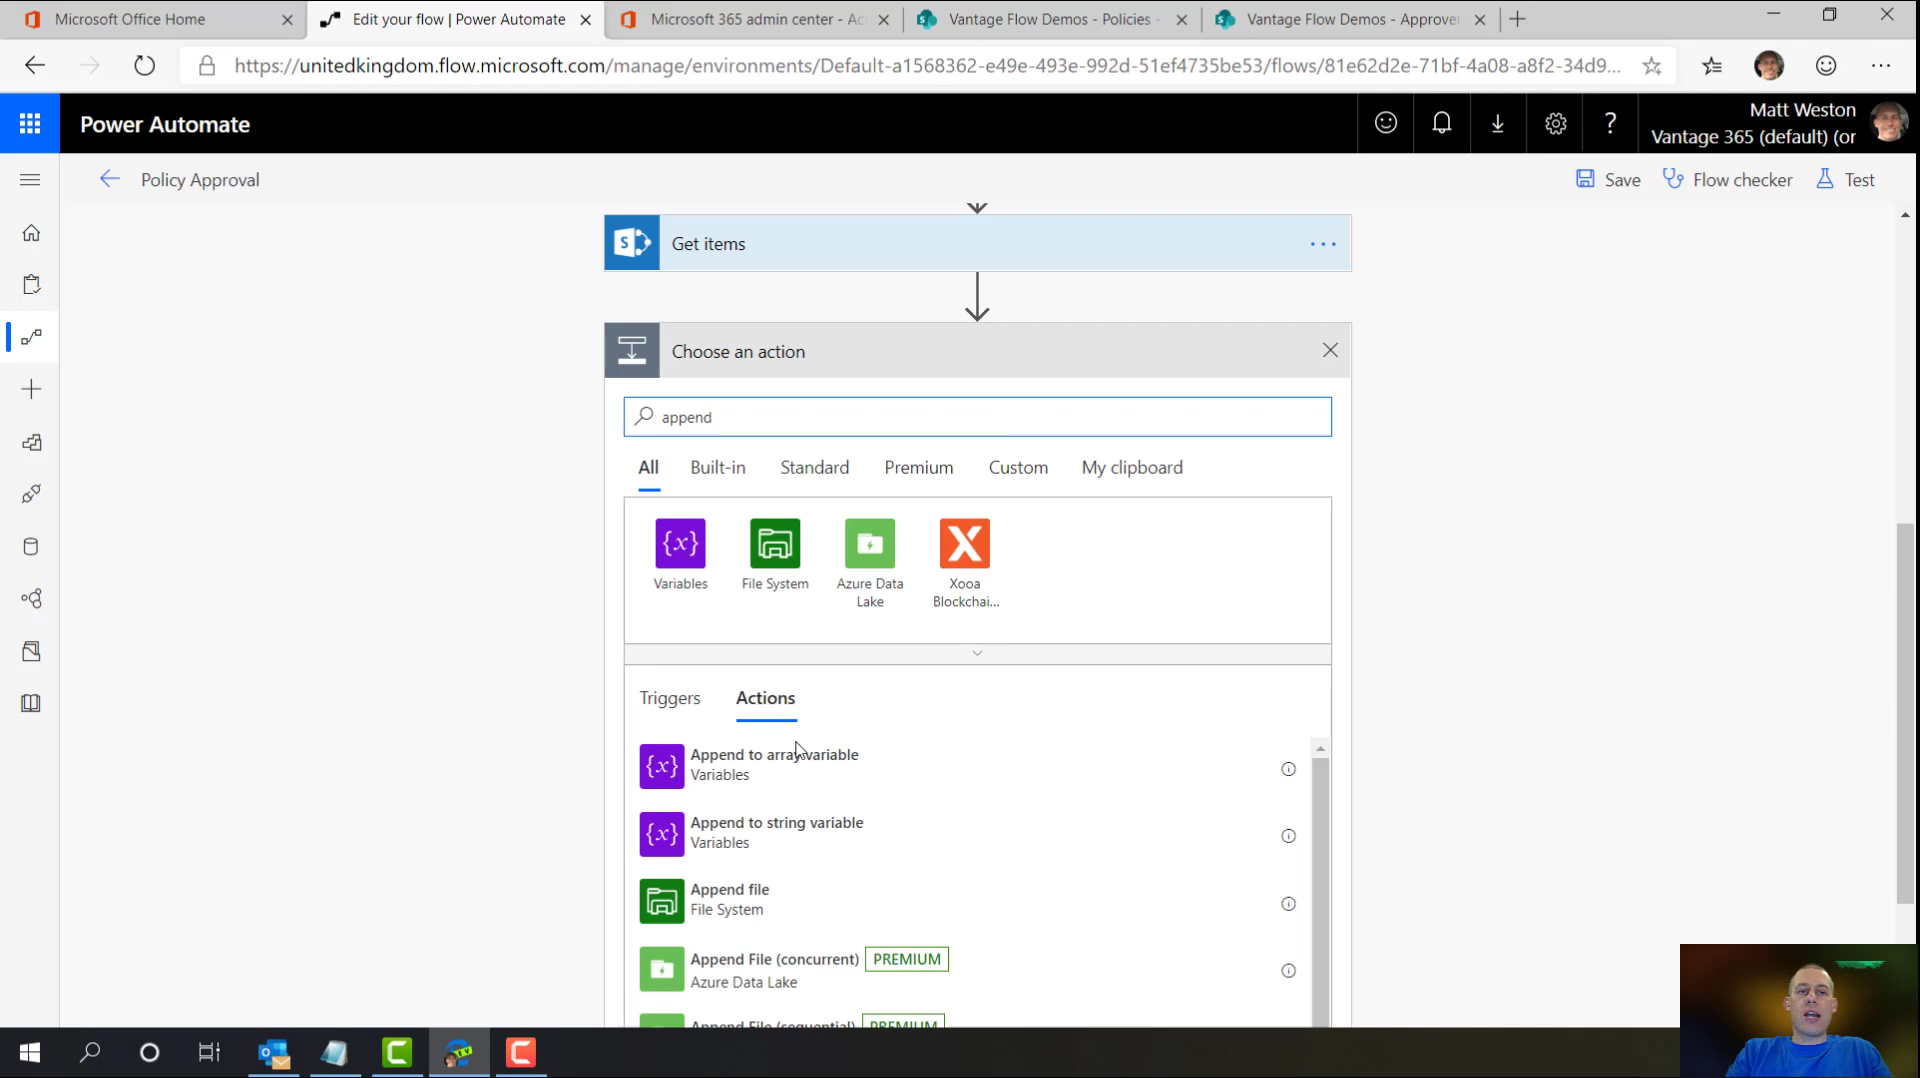 Microsoft Office Home
Edit your flow | Power Automate
Microsoft 365 admin center - Ac
Vantage Flow Demos - Policies -
Vantage Flow Demos - Approver
https://unitedkingdom.flow.microsoft.com/manage/environments/Default-a1568362-e49e-493e-992d-51ef4735be53/flows/81e62d2e-71bf-4a08-a8f2-34d9...
Power Automate
Matt Weston
Vantage 365 (default) (or
Policy Approval
Save
Flow checker
Test
Get items
Choose an action
append
All
Built-in
Standard
Premium
Custom
My clipboard
Variables
File System
Azure Data
Lake
Xooa
Blockchai...
Triggers
Actions
Append to array variable
Variables
Append to string variable
Variables
Append file
File System
Append File (concurrent) PREMIUM
Azure Data Lake
Append File (sequential) PREMIUM